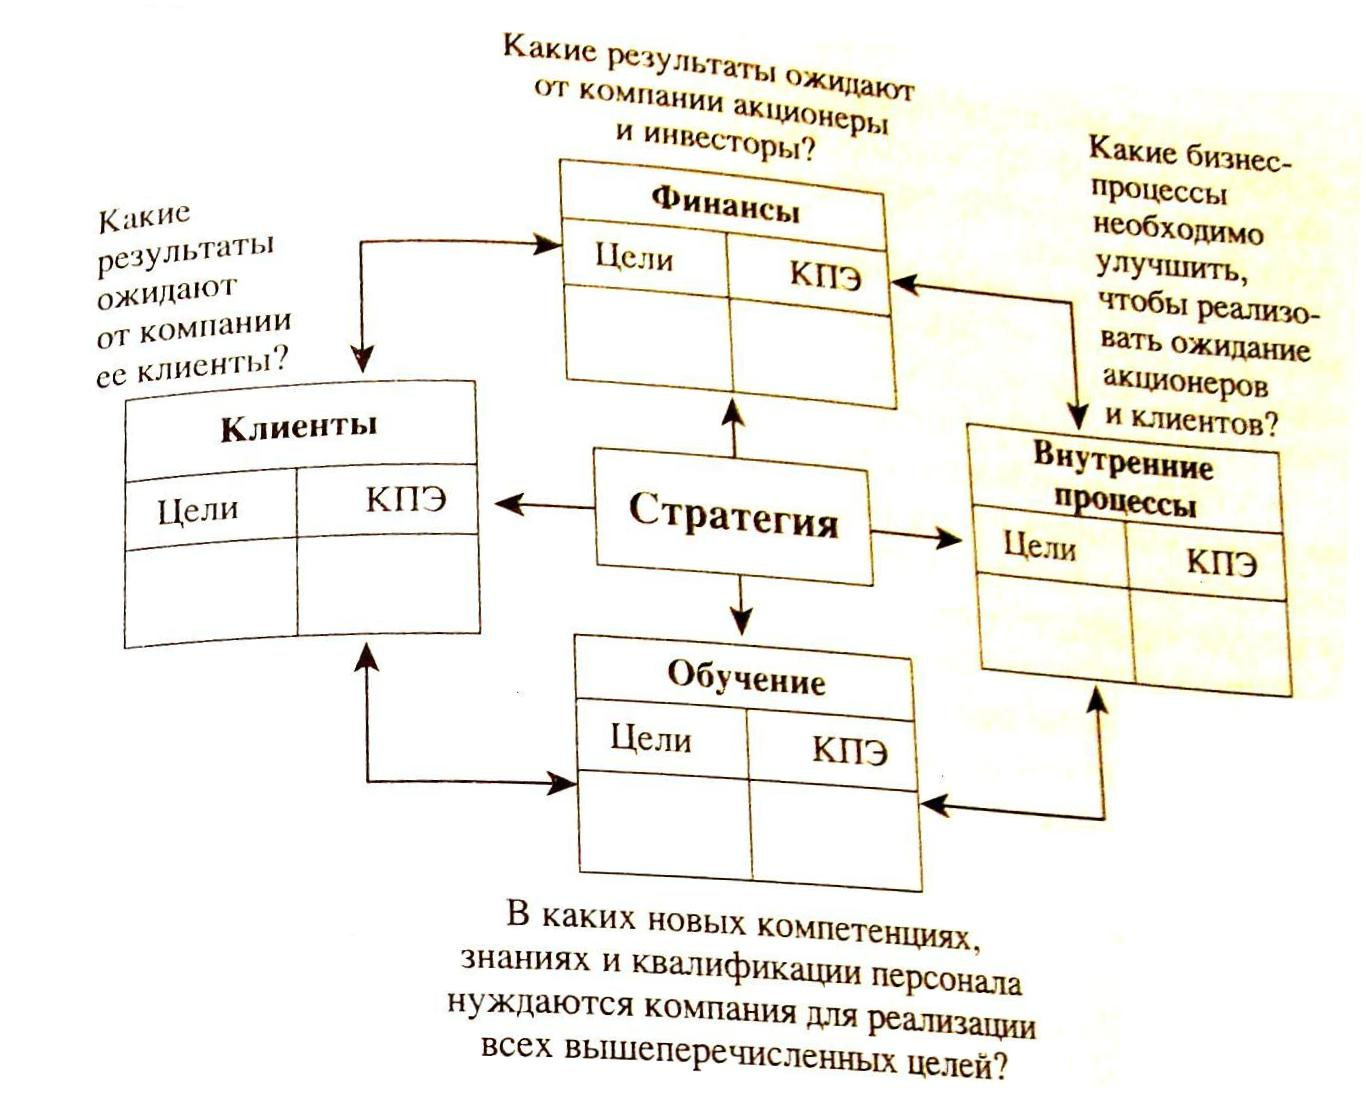 Какие результаты ожидают
от компании акционеры
и инвесторы?
Финансы
Цели КПЭ
Какие
результаты
ожидают
от компании
ее клиенты?
Клиенты
Цели КПЭ
Стратегия
Какие бизнес-
процессы
необходимо
улучшить,
чтобы реализо-
вать ожидание
акционеров
и клиентов?
Внутренние
процессы
Цели КПЭ
Обучение
Цели КПЭ
В каких новых компетенциях,
знаниях и квалификации персонала
нуждаются компания для реализации
всех вышеперечисленных целей?